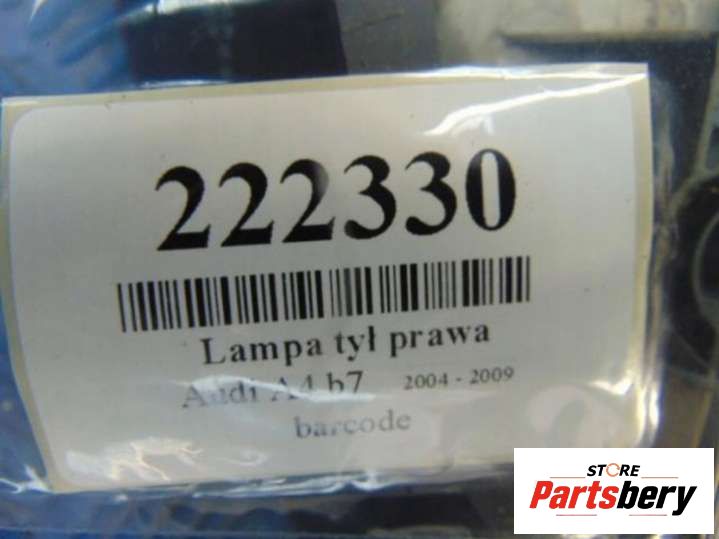 222330
Lampa tył prawa
Audi A4 b7 2004 - 2009
barcode
STORE
Partsbery